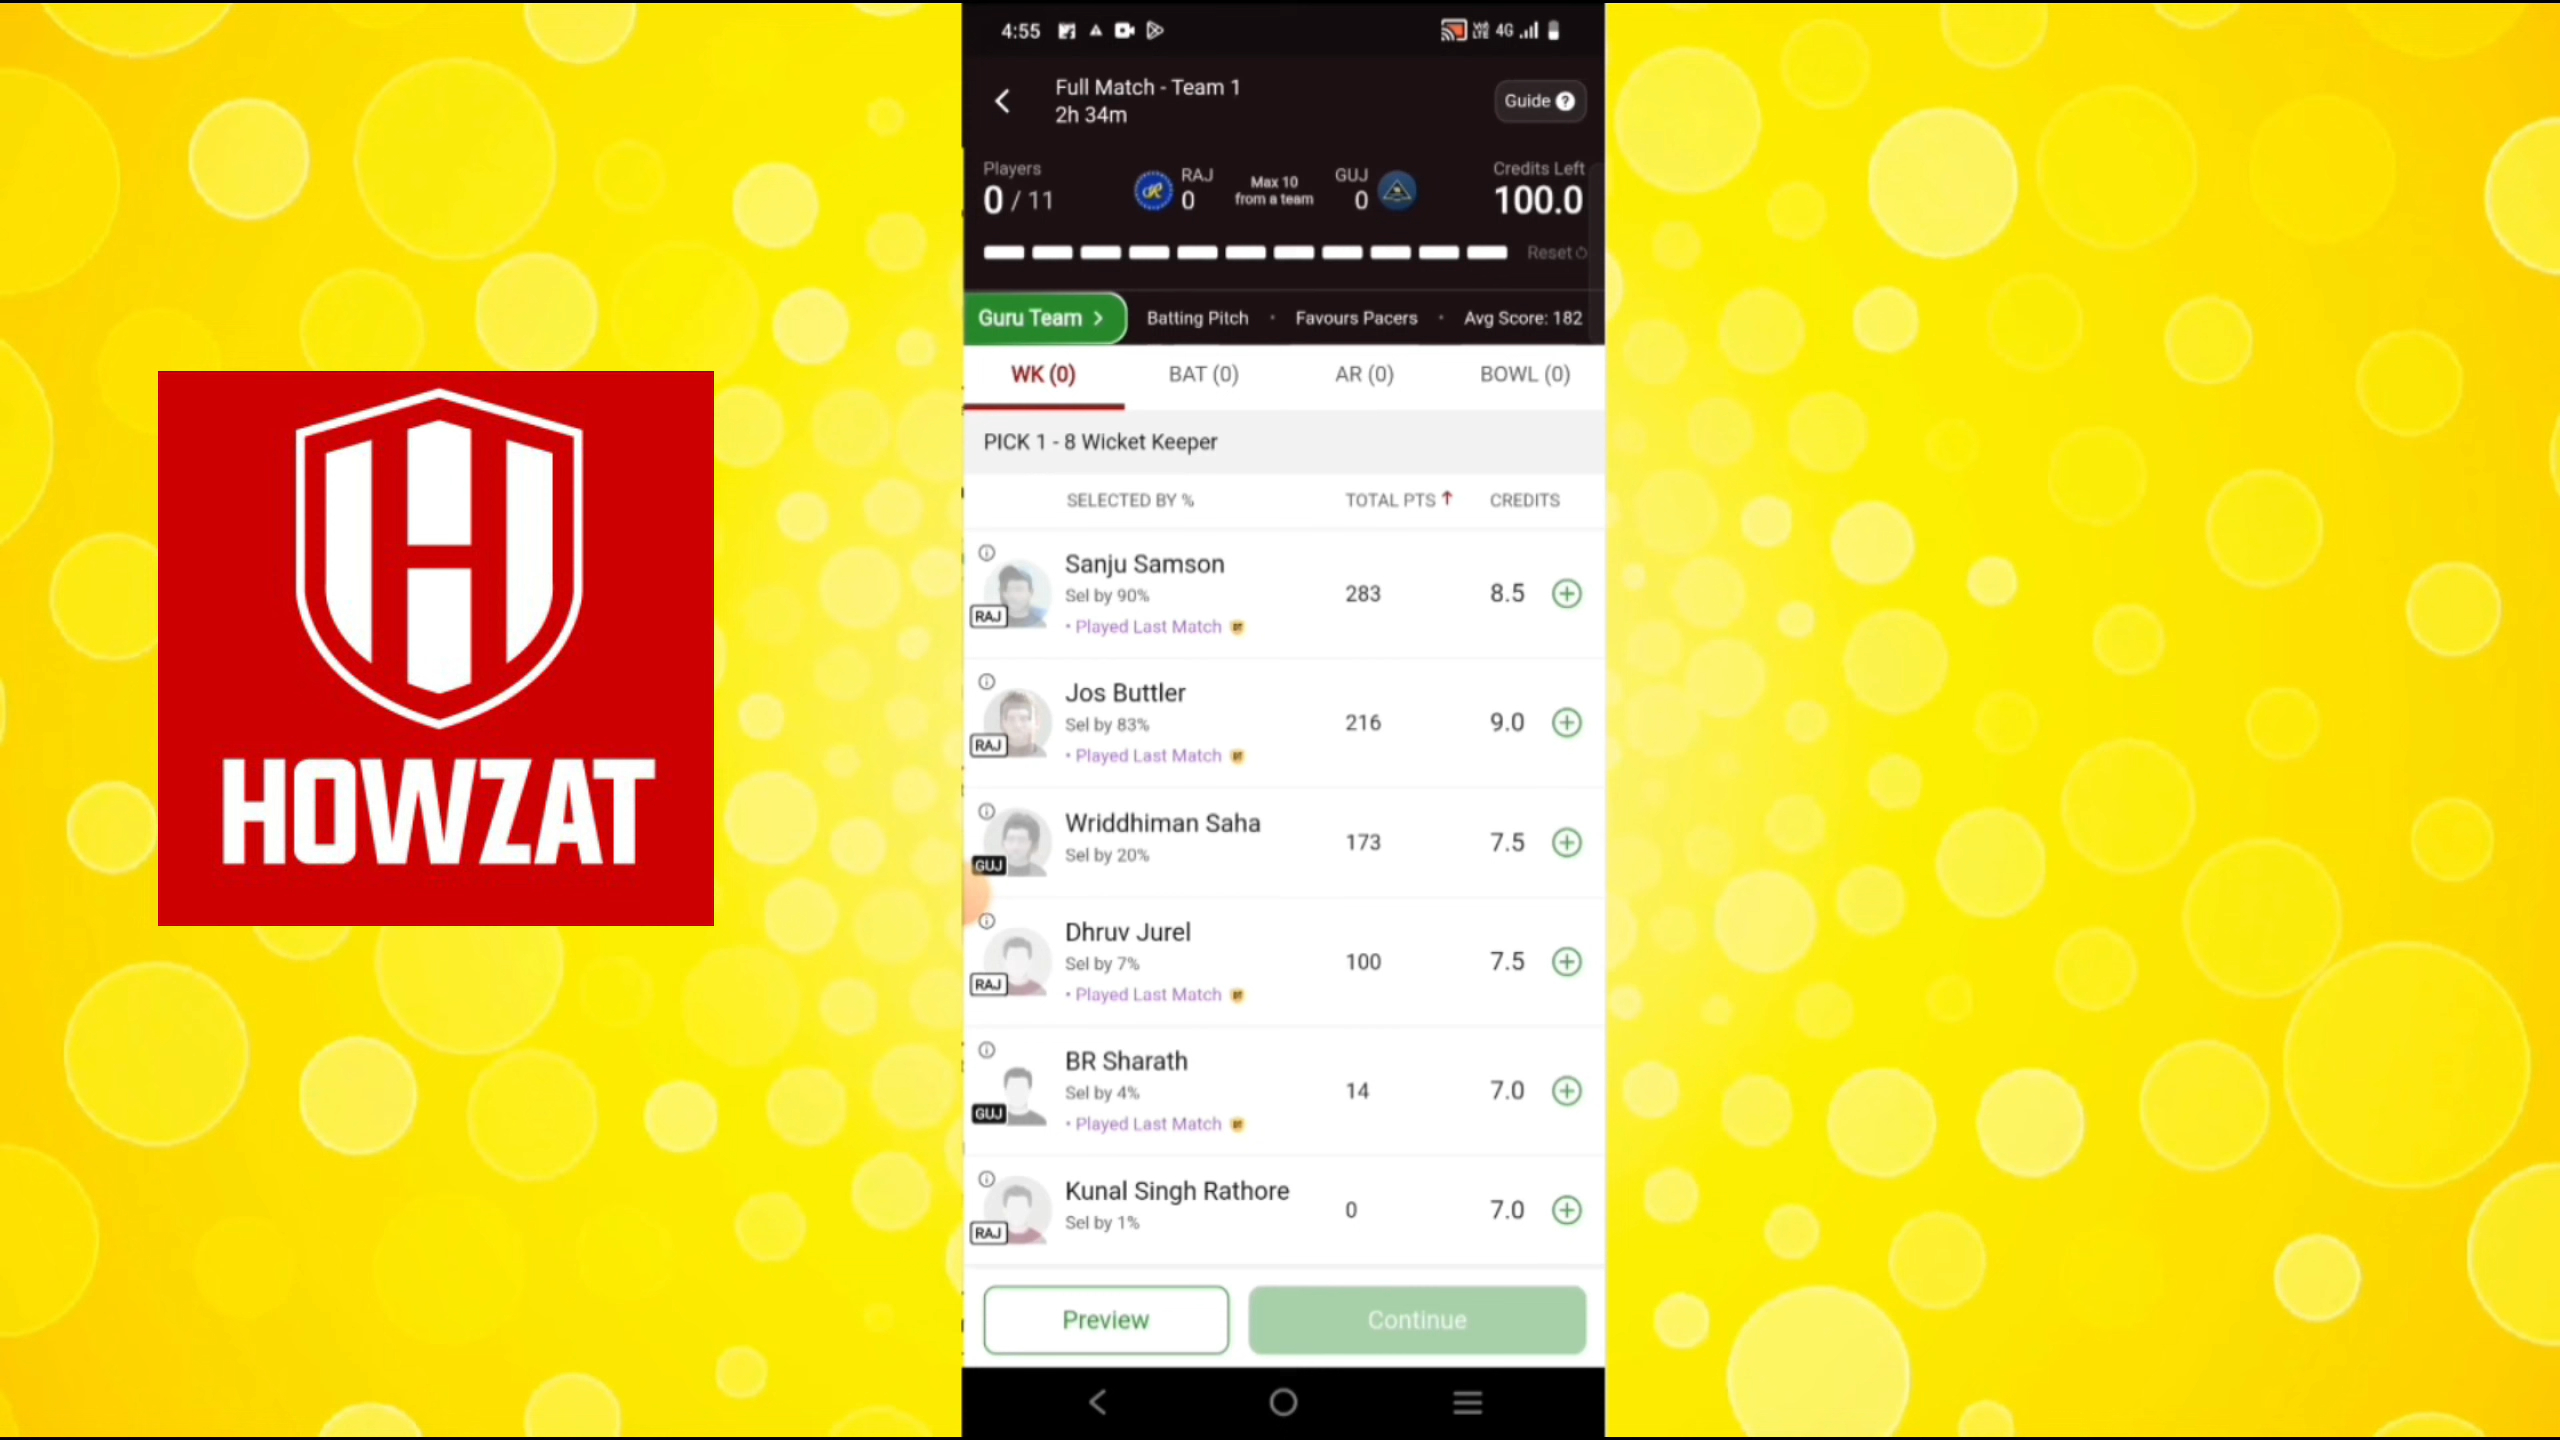 HOWZAT
4:55
4G
Full Match - Team 1
2h 34m
Guide ?
Players
0 / 11
RAJ
0
Max 10
from a team
GUJ
0
Credits Left
100.0
Reset
Guru Team >
Batting Pitch • Favours Pacers • Avg Score: 182
WK (0)
BAT (0)
AR (0)
BOWL (0)
PICK 1 - 8 Wicket Keeper
SELECTED BY %
TOTAL PTS ↑
CREDITS
Sanju Samson
Sel by 90%
• Played Last Match
RAJ
283
8.5
Jos Buttler
Sel by 83%
• Played Last Match
RAJ
216
9.0
Wriddhiman Saha
Sel by 20%
GUJ
173
7.5
Dhruv Jurel
Sel by 7%
• Played Last Match
RAJ
100
7.5
BR Sharath
Sel by 4%
• Played Last Match
GUJ
14
7.0
Kunal Singh Rathore
Sel by 1%
RAJ
0
7.0
Preview
Continue